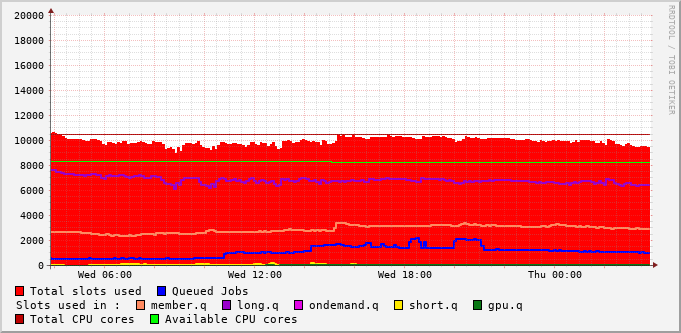 20000
18000
16000
14000
12000
10000
8000
6000
4000
2000
0
Wed 06:00 Wed 12:00 Wed 18:00 Thu 00:00
RRDTOOL / TOBI OETIKER
Total slots used Queued Jobs
Slots used in : member.q long.q ondemand.q short.q gpu.q
Total CPU cores Available CPU cores